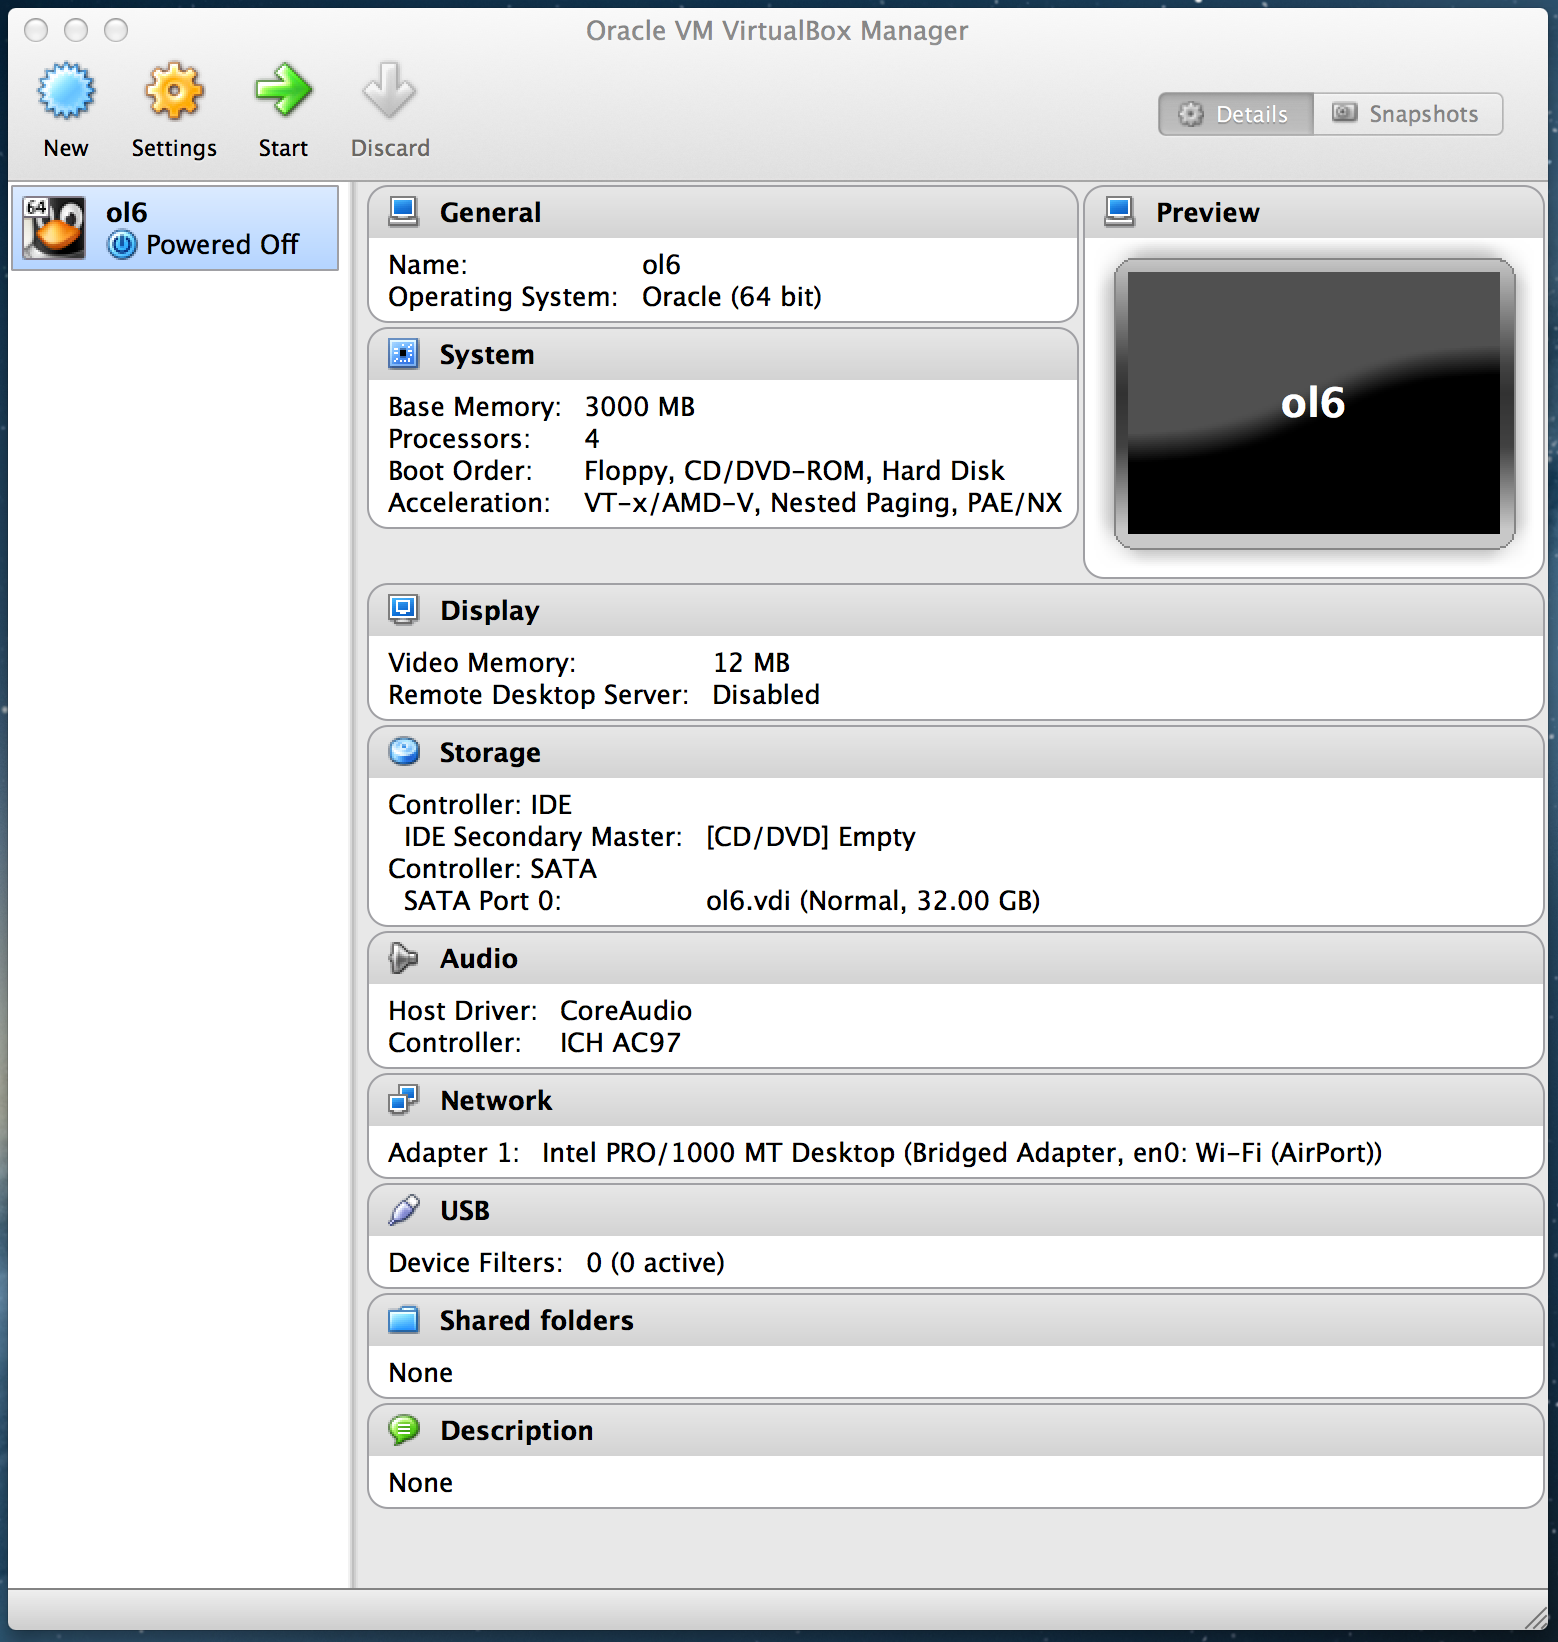 Oracle VM VirtualBox Manager
New Settings Start Discard Details Snapshots
64
ol6
Powered Off
General
Name: ol6
Operating System: Oracle (64 bit)
System
Base Memory: 3000 MB
Processors: 4
Boot Order: Floppy, CD/DVD-ROM, Hard Disk
Acceleration: VT-x/AMD-V, Nested Paging, PAE/NX
Preview
ol6
Display
Video Memory: 12 MB
Remote Desktop Server: Disabled
Storage
Controller: IDE
IDE Secondary Master: [CD/DVD] Empty
Controller: SATA
SATA Port 0: ol6.vdi (Normal, 32.00 GB)
Audio
Host Driver: CoreAudio
Controller: ICH AC97
Network
Adapter 1: Intel PRO/1000 MT Desktop (Bridged Adapter, en0: Wi-Fi (AirPort))
USB
Device Filters: 0 (0 active)
Shared folders
None
Description
None